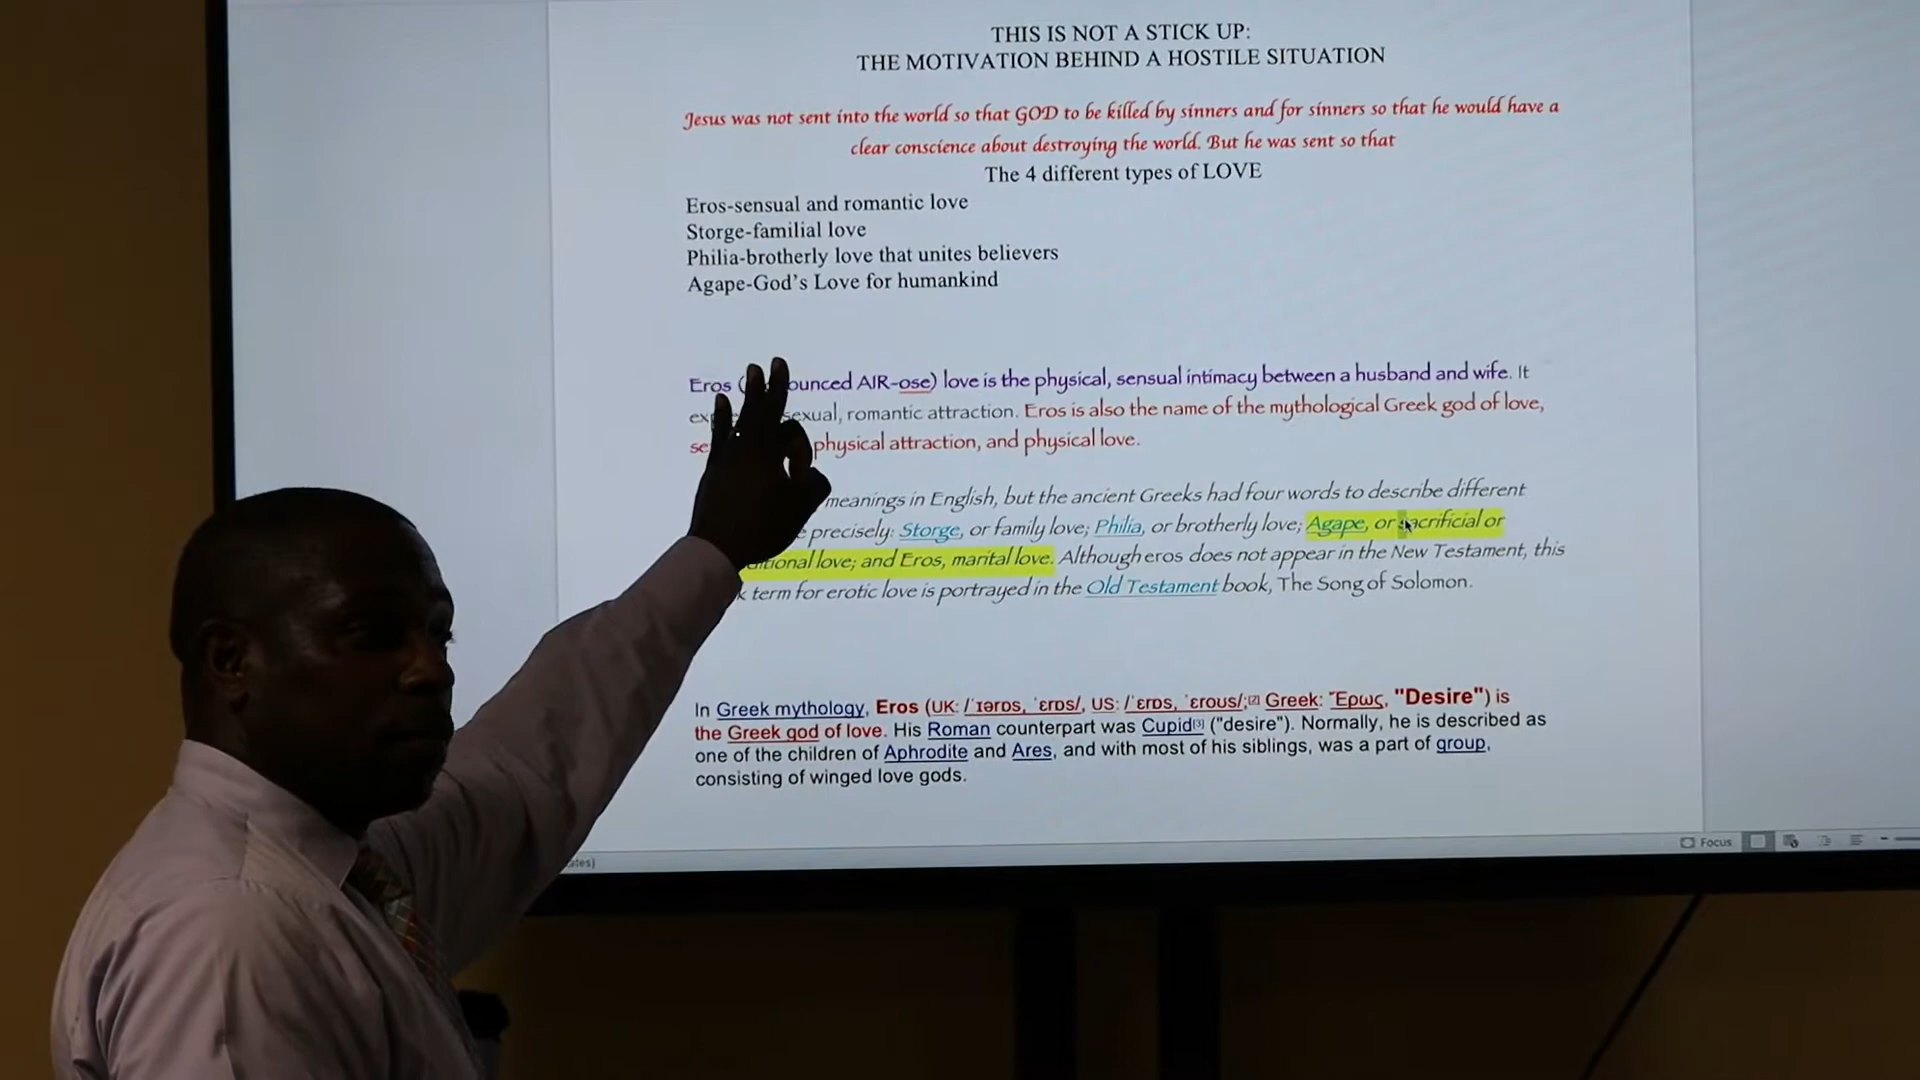 THIS IS NOT A STICK UP:
THE MOTIVATION BEHIND A HOSTILE SITUATION
Jesus was not sent into the world so that GOD to be killed by sinners and for sinners so that he would have a
clear conscience about destroying the world. But he was sent so that
The 4 different types of LOVE
Eros-sensual and romantic love
Storge-familial love
Philia-brotherly love that unites believers
Agape-God's Love for humankind
Eros ( ounced AIR-ose) love is the physical, sensual intimacy between a husband and wife. It
sexual, romantic attraction. Eros is also the name of the mythological Greek god of love,
physical attraction, and physical love.
meanings in English, but the ancient Greeks had four words to describe different
precisely: Storge, or family love; Philia, or brotherly love; Agape, or sacrificial or
itional love; and Eros, marital love. Although eros does not appear in the New Testament, this
k term for erotic love is portrayed in the Old Testament book, The Song of Solomon.
In Greek mythology, Eros (UK: /ˈɪərɒs, ˈɛrɒs/, US: /ˈɛrɒs, ˈɛroʊs/;[2] Greek: Ἔρως, "Desire") is
the Greek god of love. His Roman counterpart was Cupid[3] ("desire"). Normally, he is described as
one of the children of Aphrodite and Ares, and with most of his siblings, was a part of group,
consisting of winged love gods.
ates)
Focus